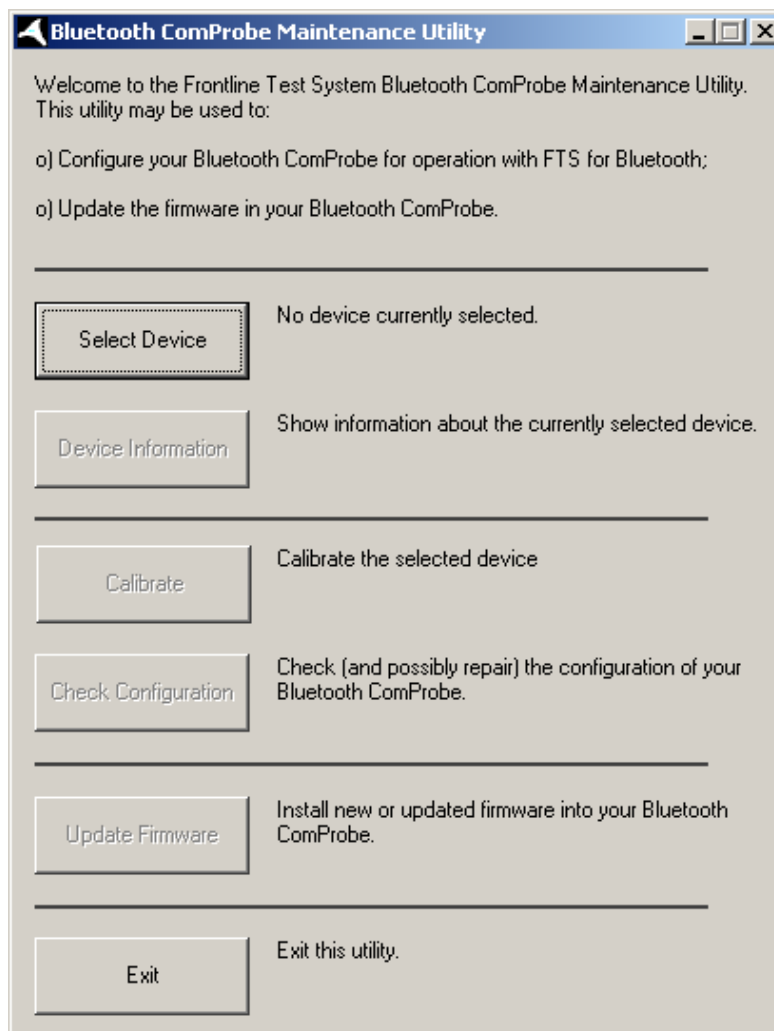 Bluetooth ComProbe Maintenance Utility
Welcome to the Frontline Test System Bluetooth ComProbe Maintenance Utility.
This utility may be used to:
o) Configure your Bluetooth ComProbe for operation with FTS for Bluetooth;
o) Update the firmware in your Bluetooth ComProbe.
Select Device
No device currently selected.
Device Information
Show information about the currently selected device.
Calibrate
Calibrate the selected device
Check Configuration
Check (and possibly repair) the configuration of your
Bluetooth ComProbe.
Update Firmware
Install new or updated firmware into your Bluetooth
ComProbe.
Exit
Exit this utility.